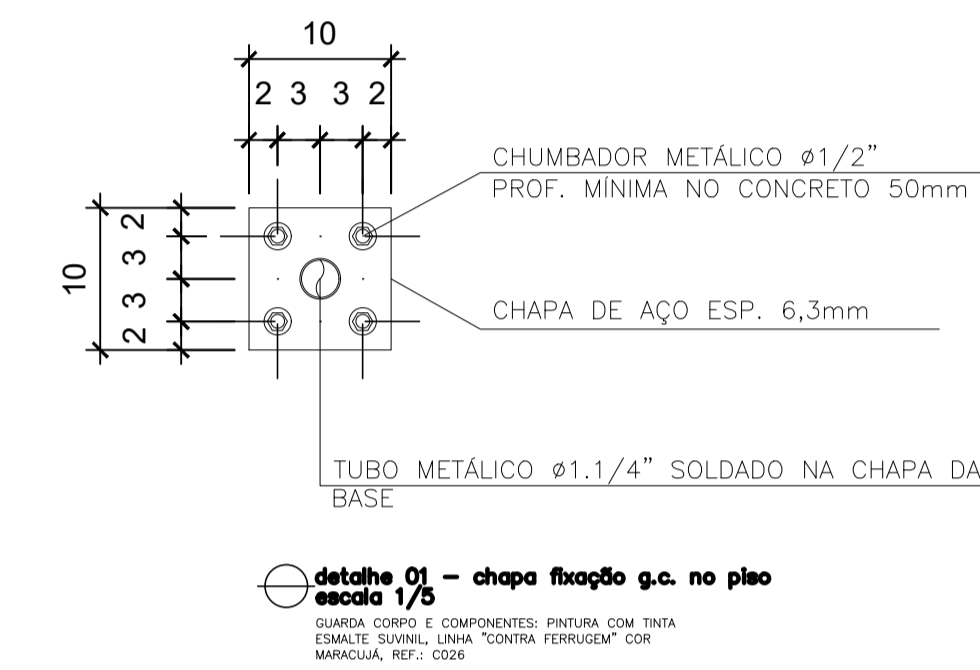 10
2 3 3 2
CHUMBADOR METÁLICO ø1/2”
PROF. MÍNIMA NO CONCRETO 50mm
10
2 3 3 2
CHAPA DE AÇO ESP. 6,3mm
TUBO METÁLICO ø1.1/4” SOLDADO NA CHAPA DA
BASE
detalhe 01 – chapa fixação g.c. no piso
escala 1/5
GUARDA CORPO E COMPONENTES: PINTURA COM TINTA
ESMALTE SUVINIL, LINHA "CONTRA FERRUGEM" COR
MARACUJÁ, REF.: C026